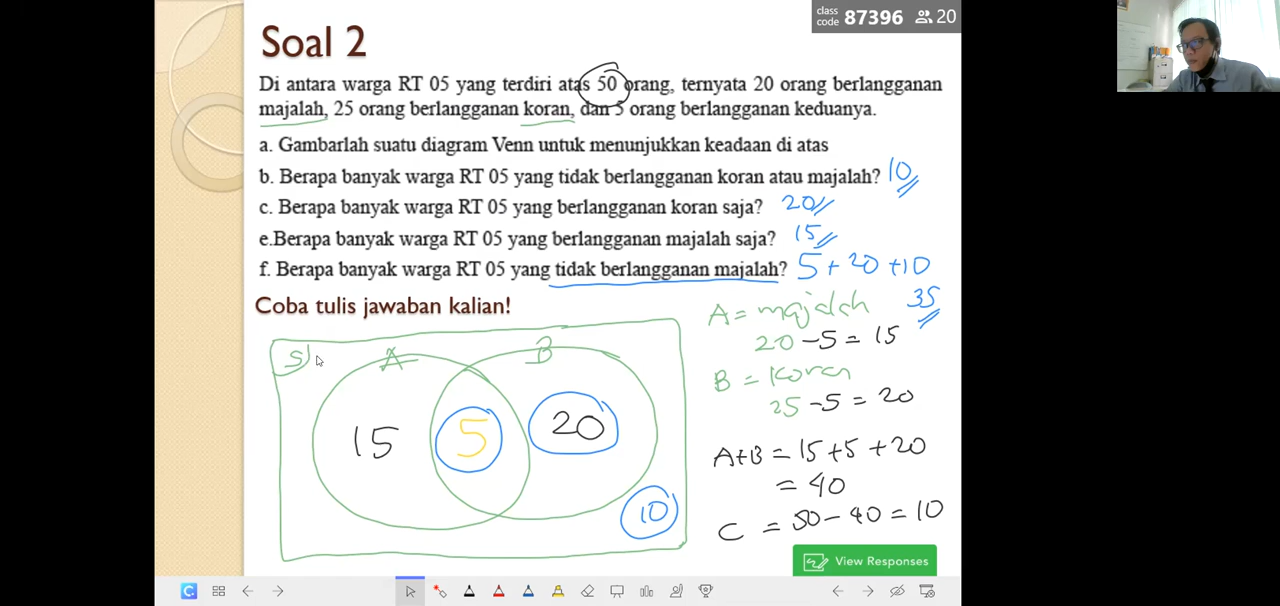 class code 87396 20
Soal 2
Di antara warga RT 05 yang terdiri atas 50 orang, ternyata 20 orang berlangganan
majalah, 25 orang berlangganan koran, dan 5 orang berlangganan keduanya.
a. Gambarlah suatu diagram Venn untuk menunjukkan keadaan di atas
b. Berapa banyak warga RT 05 yang tidak berlangganan koran atau majalah? 10
c. Berapa banyak warga RT 05 yang berlangganan koran saja? 20
e.Berapa banyak warga RT 05 yang berlangganan majalah saja? 15
f. Berapa banyak warga RT 05 yang tidak berlangganan majalah? 5 + 20 + 10
35
Coba tulis jawaban kalian!
A = majalah
20 - 5 = 15
B = Koran
25 - 5 = 20
A+B = 15 + 5 + 20
= 40
C = 50 - 40 = 10
S
A
B
15
5
20
10
View Responses